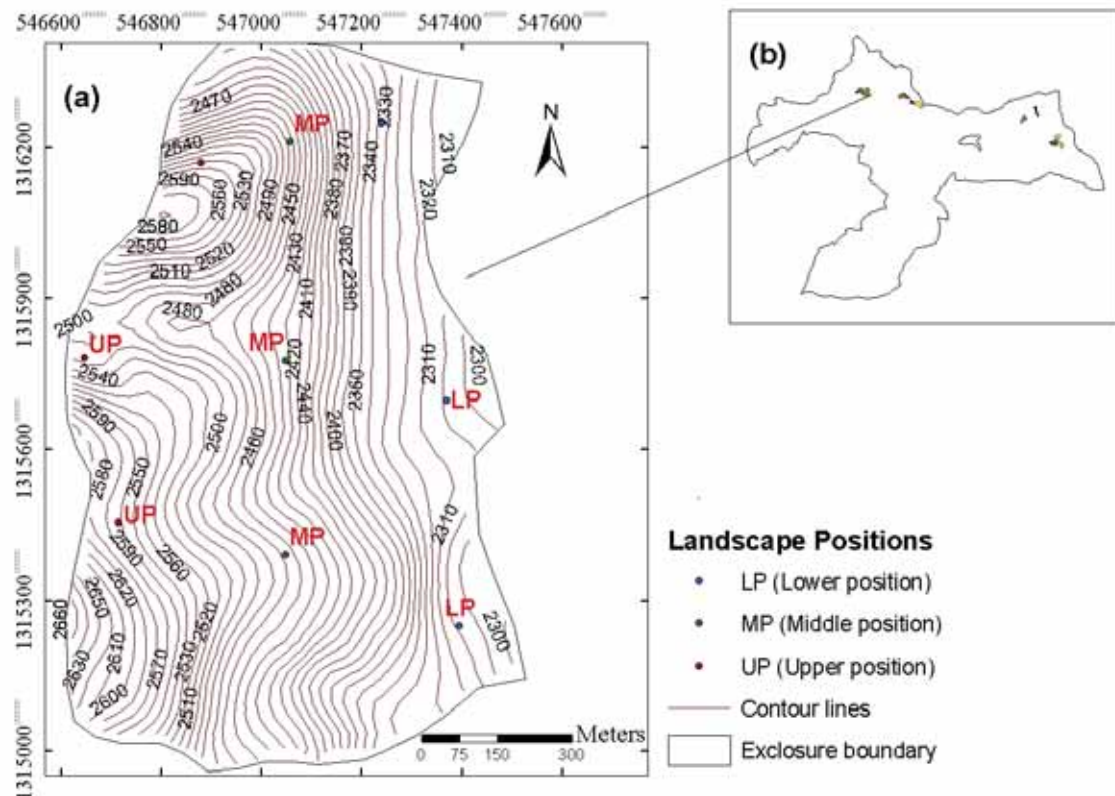 546600 546800 547000 547200 547400 547600
(a)
(b)
N
1316200
1315900
1315600
1315300
1315000
2470
MP
2330
2540
2370
2310
2590
2340
2560
2530
2490
2450
2380
2320
2580
2550
2520
2430
2360
2510
2480
2390
2410
2500
2480
UP
MP
2420
2310
2300
2540
2440
2350
LP
2590
2500
2460
2400
2580
2550
UP
2590
2560
MP
2310
2650
2620
2520
LP
2660
2300
2630
2610
2570
2530
2600
2510
Meters
0 75 150 300
Landscape Positions
LP (Lower position)
MP (Middle position)
UP (Upper position)
Contour lines
Exclosure boundary